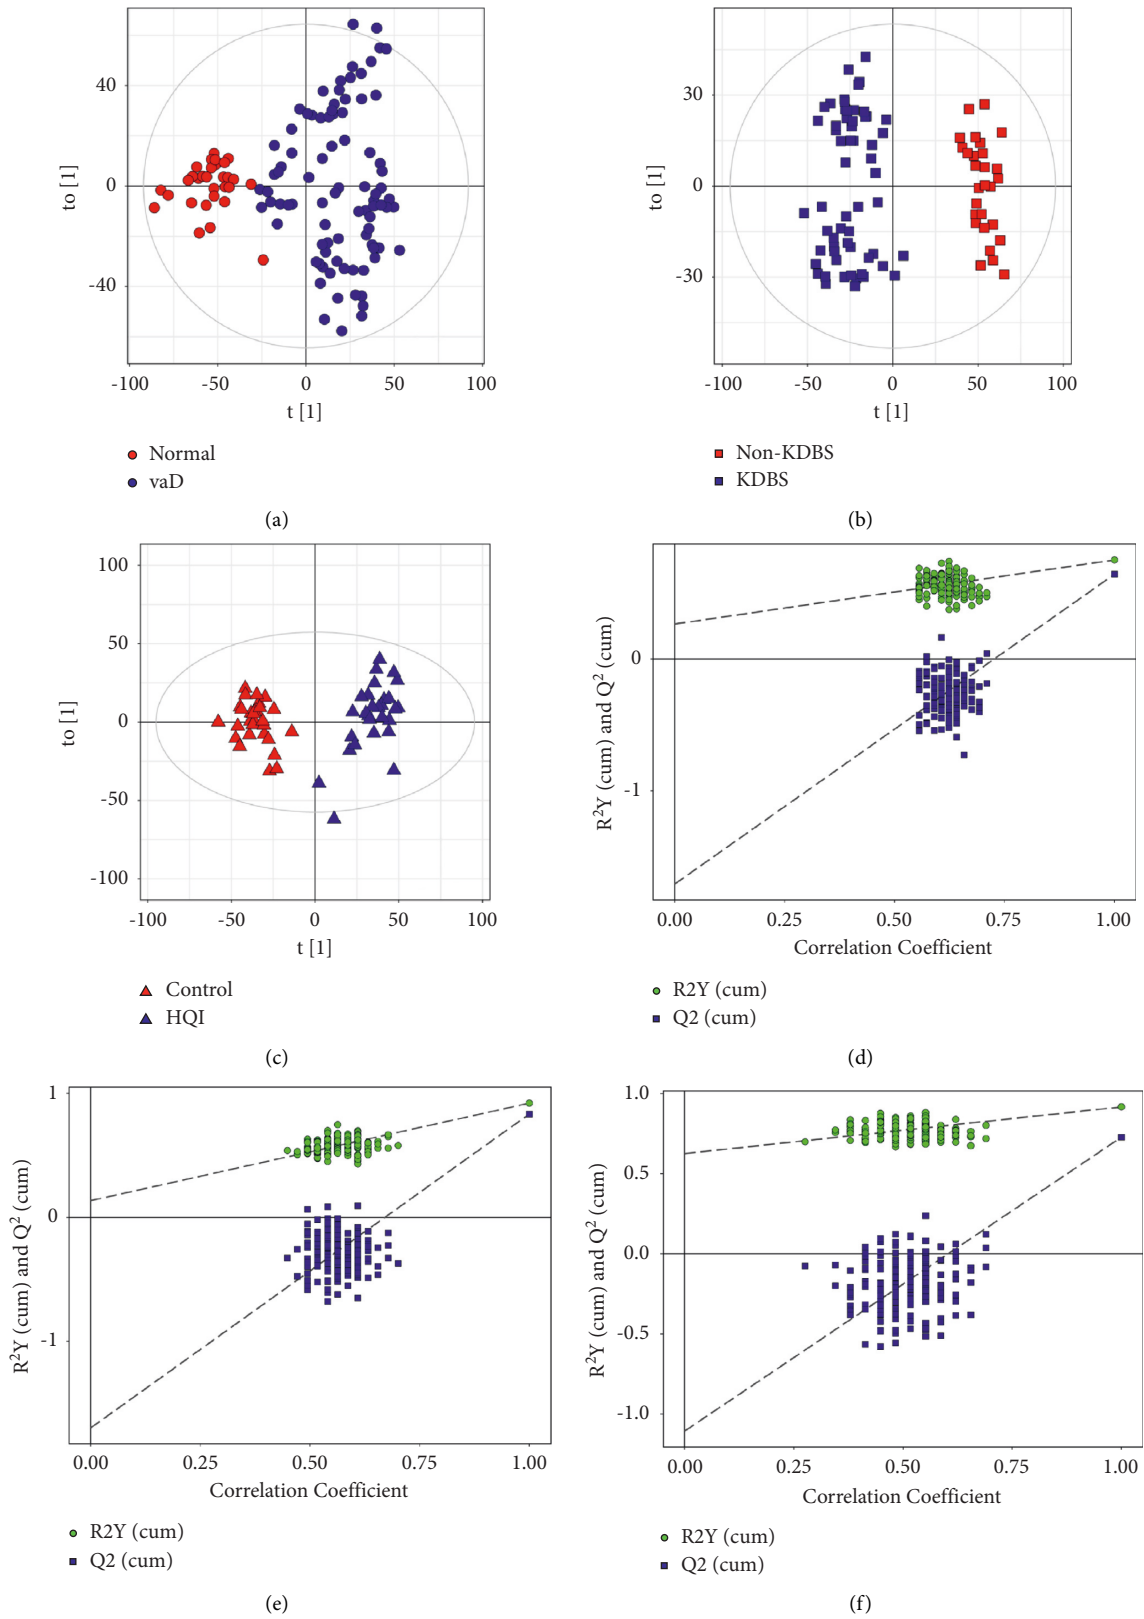 40
0
-40
to [1]
-100 -50 0 50 100
t [1]
Normal
vaD
(a)
30
0
-30
to [1]
-100 -50 0 50 100
t [1]
Non-KDBS
KDBS
(b)
100
50
0
-50
-100
to [1]
-100 -50 0 50 100
t [1]
Control
HQI
(c)
0
-1
R²Y (cum) and Q² (cum)
0.00 0.25 0.50 0.75 1.00
Correlation Coefficient
R2Y (cum)
Q2 (cum)
(d)
1
0
-1
R²Y (cum) and Q² (cum)
0.00 0.25 0.50 0.75 1.00
Correlation Coefficient
R2Y (cum)
Q2 (cum)
(e)
1.0
0.5
0.0
-0.5
-1.0
R²Y (cum) and Q² (cum)
0.00 0.25 0.50 0.75 1.00
Correlation Coefficient
R2Y (cum)
Q2 (cum)
(f)